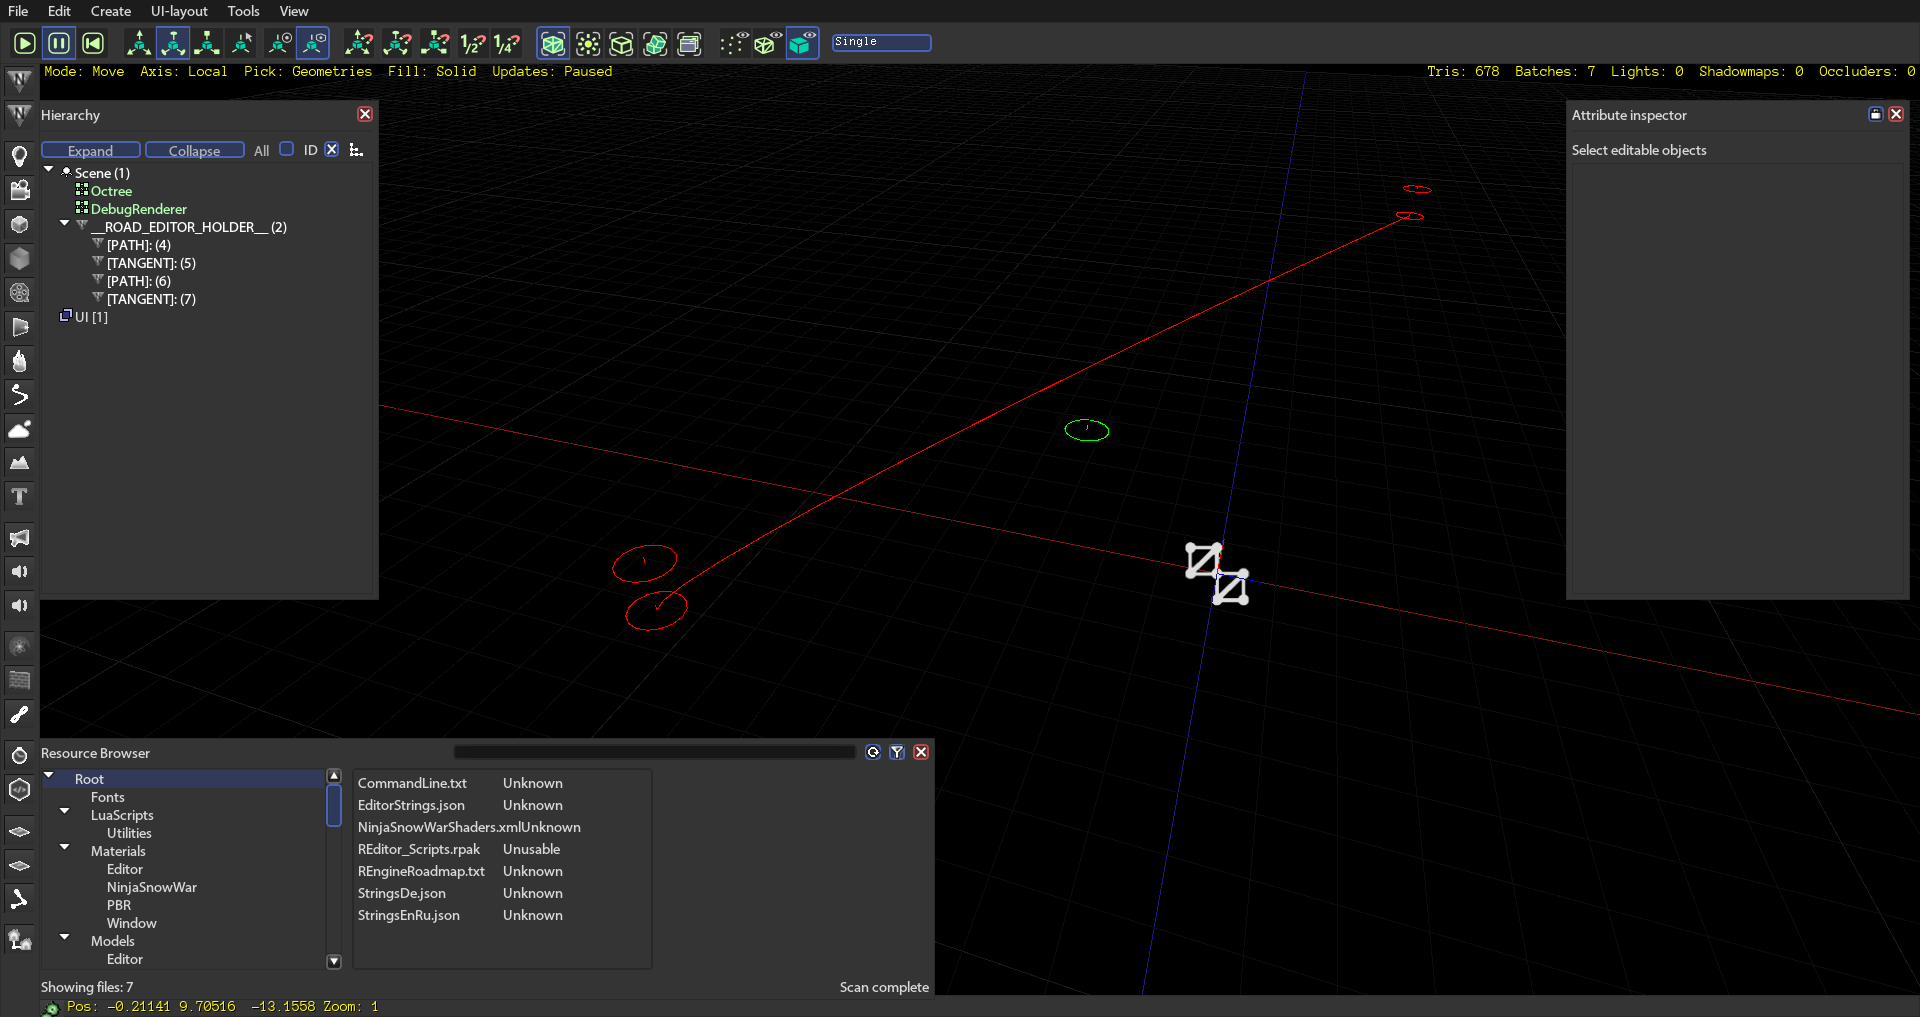 File Edit Create UI-layout Tools View
1/2? 1/4? Single
Mode: Move Axis: Local Pick: Geometries Fill: Solid Updates: Paused
Tris: 678 Batches: 7 Lights: 0 Shadowmaps: 0 Occluders: 0
Hierarchy
Expand Collapse All ID
Scene (1)
Octree
DebugRenderer
__ROAD_EDITOR_HOLDER__ (2)
[PATH]: (4)
[TANGENT]: (5)
[PATH]: (6)
[TANGENT]: (7)
UI [1]
Attribute inspector
Select editable objects
Resource Browser
Root
Fonts
LuaScripts
Utilities
Materials
Editor
NinjaSnowWar
PBR
Window
Models
Editor
CommandLine.txt Unknown
EditorStrings.json Unknown
NinjaSnowWarShaders.xmlUnknown
REditor_Scripts.rpak Unusable
REngineRoadmap.txt Unknown
StringsDe.json Unknown
StringsEnRu.json Unknown
Showing files: 7
Scan complete
Pos: -0.21141 9.70516 -13.1558 Zoom: 1